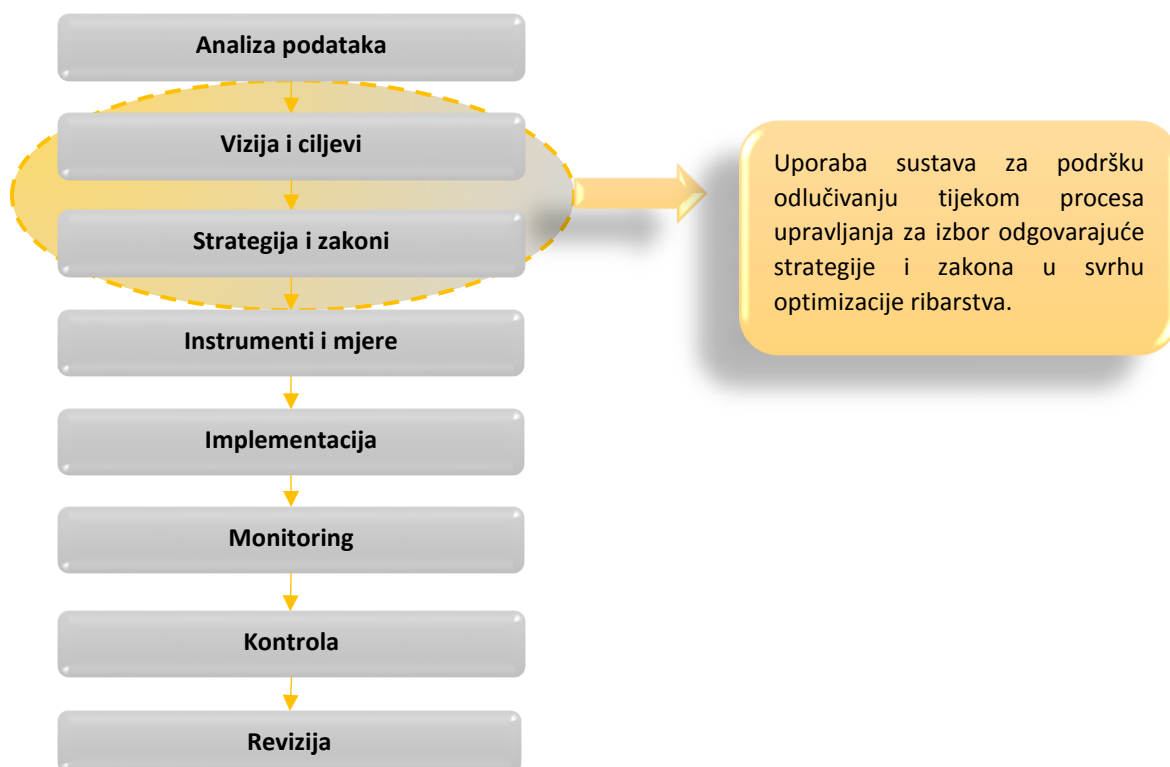 Analiza podataka
Vizija i ciljevi
Strategija i zakoni
Instrumenti i mjere
Implementacija
Monitoring
Kontrola
Revizija
Uporaba sustava za podršku
odlučivanju tijekom procesa
upravljanja za izbor odgovarajuće
strategije i zakona u svrhu
optimizacije ribarstva.